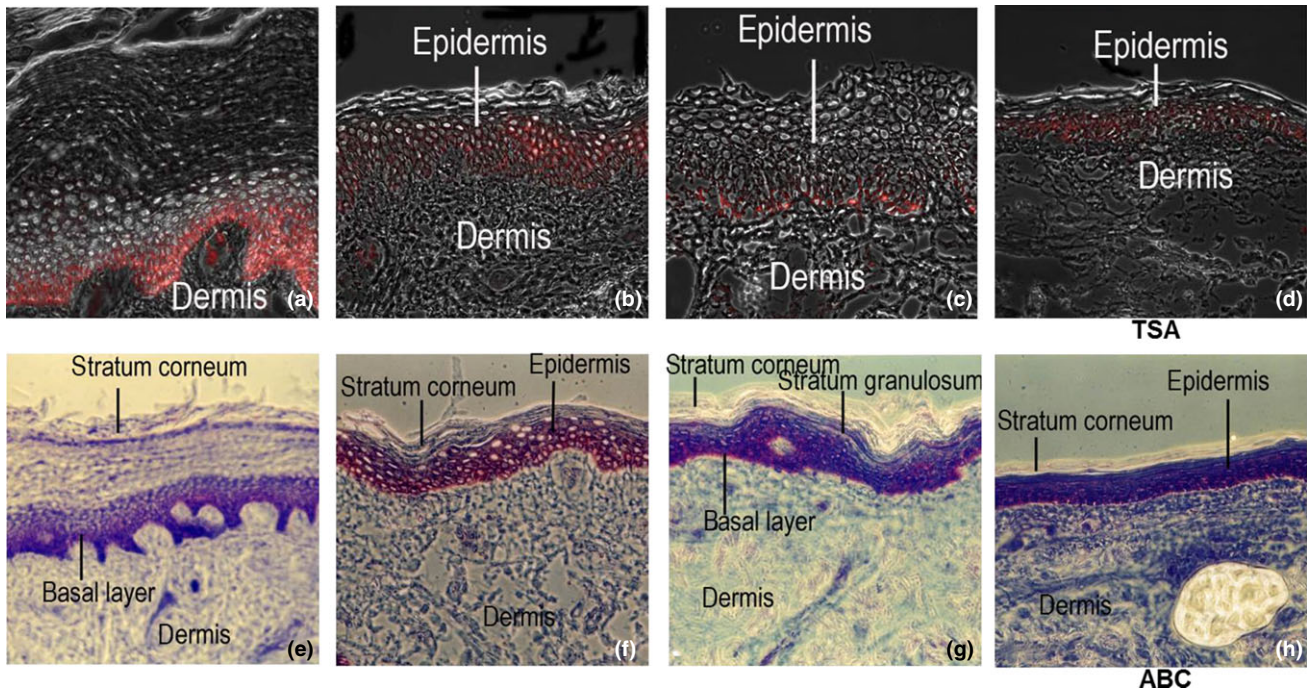 Epidermis
Epidermis
Epidermis
Dermis
(a)
Dermis
(b)
Dermis
(c)
Dermis
(d)
TSA
Stratum corneum
Basal layer
Dermis
(e)
Stratum corneum
Epidermis
Dermis
(f)
Stratum corneum
Stratum granulosum
Basal layer
Dermis
(g)
Epidermis
Stratum corneum
Dermis
(h)
ABC